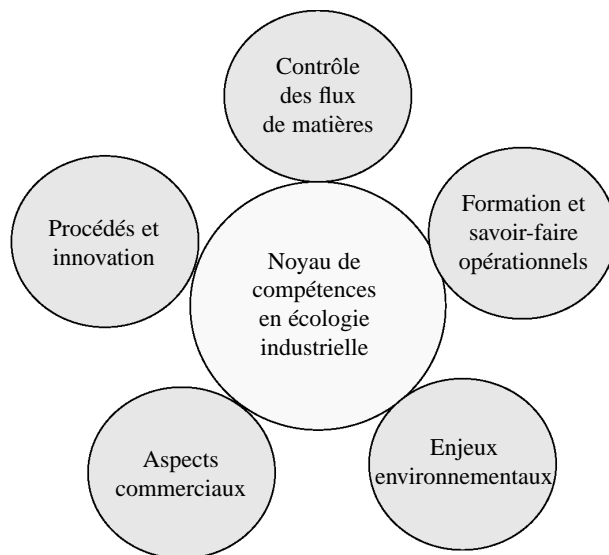 Contrôle
des flux
de matières
Procédés et
innovation
Formation et
savoir-faire
opérationnels
Noyau de
compétences
en écologie
industrielle
Aspects
commerciaux
Enjeux
environnementaux